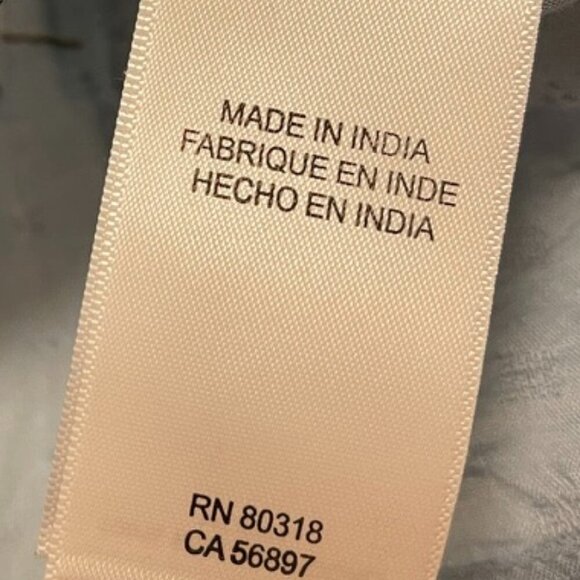 MADE IN INDIA
FABRIQUE EN INDE
HECHO EN INDIA
RN 80318
CA 56897